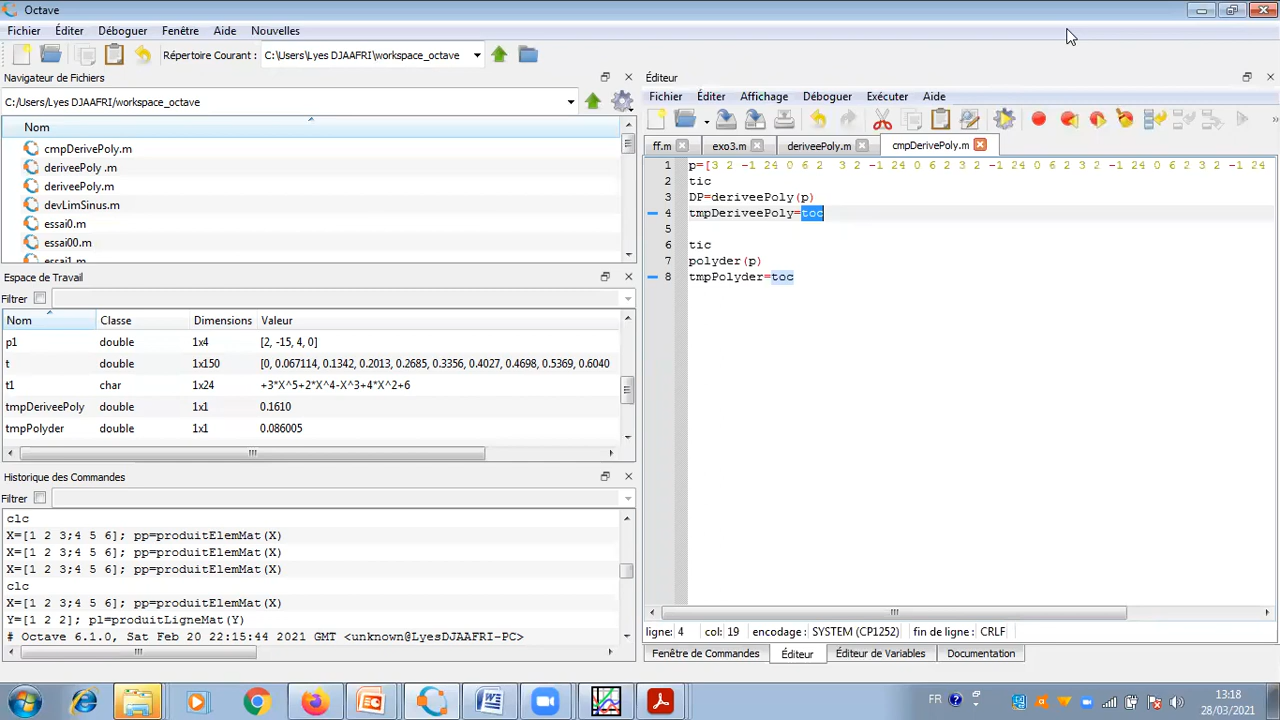 Octave
Fichier Éditer Déboguer Fenêtre Aide Nouvelles
Répertoire Courant : C:\Users\Lyes DJAAFRI\workspace_octave
Navigateur de Fichiers
C:/Users/Lyes DJAAFRI/workspace_octave
Nom
cmpDerivePoly.m
deriveePoly .m
deriveePoly.m
devLimSinus.m
essai0.m
essai00.m
essai1.m
Espace de Travail
Filtrer
Nom Classe Dimensions Valeur
p1 double 1x4 [2, -15, 4, 0]
t double 1x150 [0, 0.067114, 0.1342, 0.2013, 0.2685, 0.3356, 0.4027, 0.4698, 0.5369, 0.6040
t1 char 1x24 +3*X^5+2*X^4-X^3+4*X^2+6
tmpDeriveePoly double 1x1 0.1610
tmpPolyder double 1x1 0.086005
Historique des Commandes
Filtrer
clc
X=[1 2 3;4 5 6]; pp=produitElemMat(X)
X=[1 2 3;4 5 6]; pp=produitElemMat(X)
X=[1 2 3;4 5 6]; pp=produitElemMat(X)
clc
X=[1 2 3;4 5 6]; pp=produitElemMat(X)
Y=[1 2 2]; pl=produitLigneMat(Y)
# Octave 6.1.0, Sat Feb 20 22:15:44 2021 GMT <unknown@LyesDJAAFRI-PC>
Éditeur
Fichier Éditer Affichage Déboguer Exécuter Aide
ff.m exo3.m deriveePoly.m cmpDerivePoly.m
1 p=[3 2 -1 24 0 6 2 3 2 -1 24 0 6 2 3 2 -1 24 0 6 2 3 2 -1 24 0 6 2 3 2 -1 24
2 tic
3 DP=deriveePoly(p)
4 tmpDeriveePoly=toc
5
6 tic
7 polyder(p)
8 tmpPolyder=toc
ligne: 4 col: 19 encodage : SYSTEM (CP1252) fin de ligne : CRLF
Fenêtre de Commandes Éditeur Éditeur de Variables Documentation
FR 13:18
28/03/2021